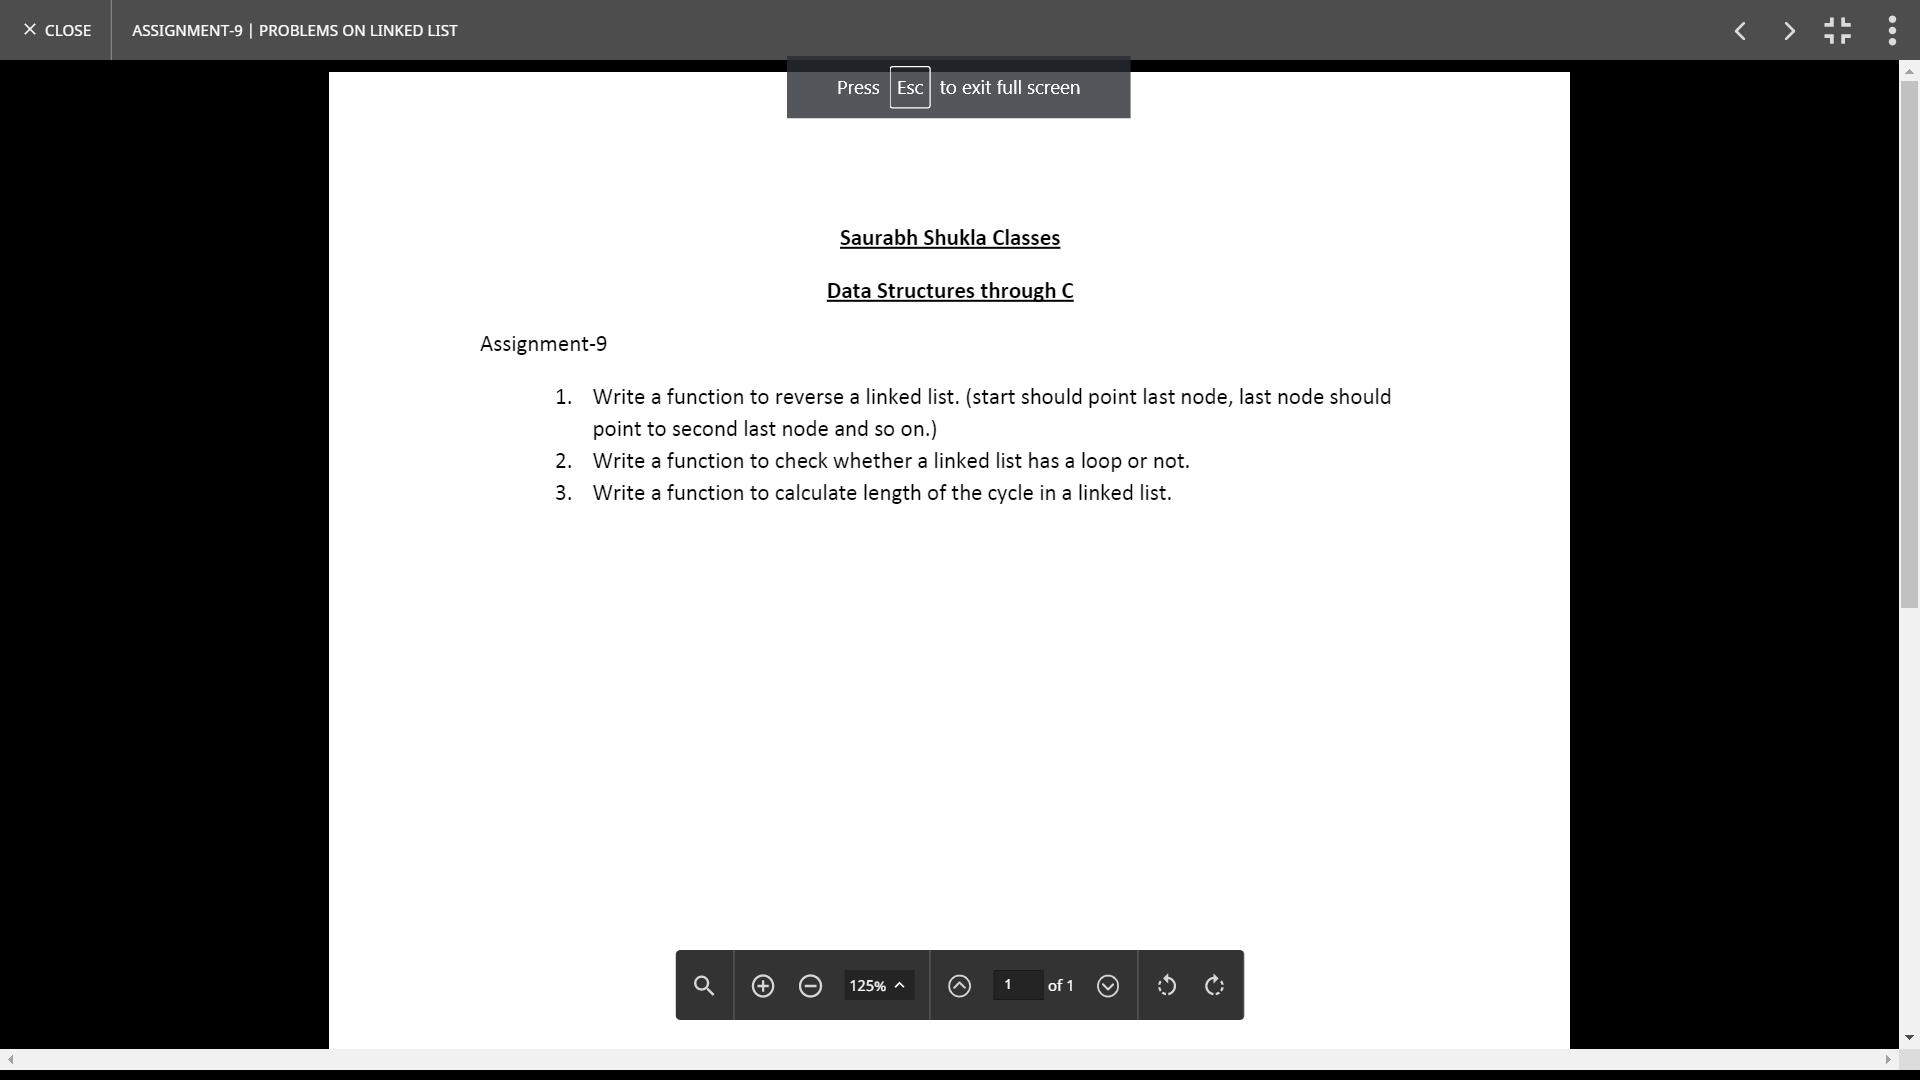 CLOSE
ASSIGNMENT-9 | PROBLEMS ON LINKED LIST
Press Esc to exit full screen
Saurabh Shukla Classes
Data Structures through C
Assignment-9
1. Write a function to reverse a linked list. (start should point last node, last node should
point to second last node and so on.)
2. Write a function to check whether a linked list has a loop or not.
3. Write a function to calculate length of the cycle in a linked list.
125%
1 of 1